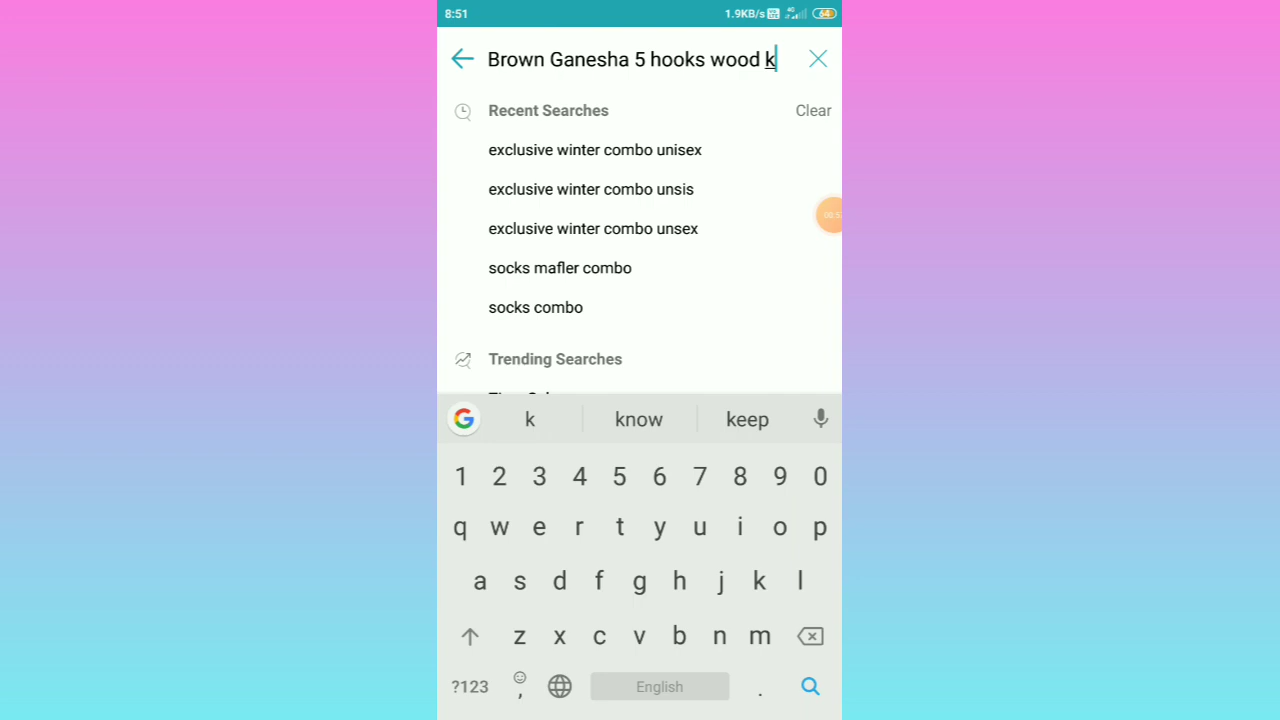 8:51 1.9KB/s 4G 64
Brown Ganesha 5 hooks wood k
Recent Searches Clear
exclusive winter combo unisex
exclusive winter combo unsis
exclusive winter combo unsex
socks mafler combo
socks combo
Trending Searches
G k know keep
1 2 3 4 5 6 7 8 9 0
q w e r t y u i o p
a s d f g h j k l
z x c v b n m
?123 , English .